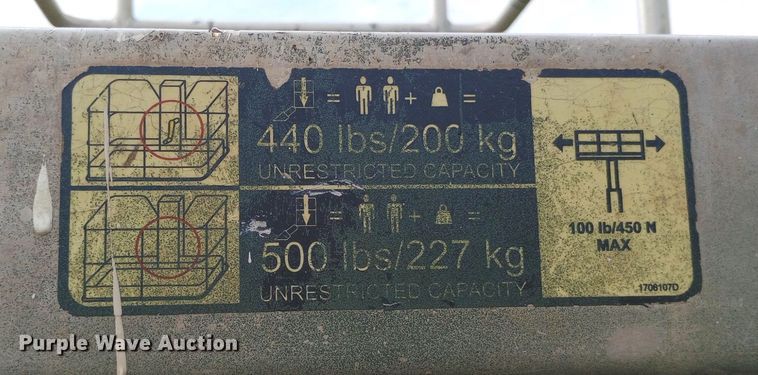 = + =
440 lbs/200 kg
UNRESTRICTED CAPACITY
= + =
500 lbs/227 kg
UNRESTRICTED CAPACITY
100 lb/450 N
MAX
1706107D
Purple Wave Auction